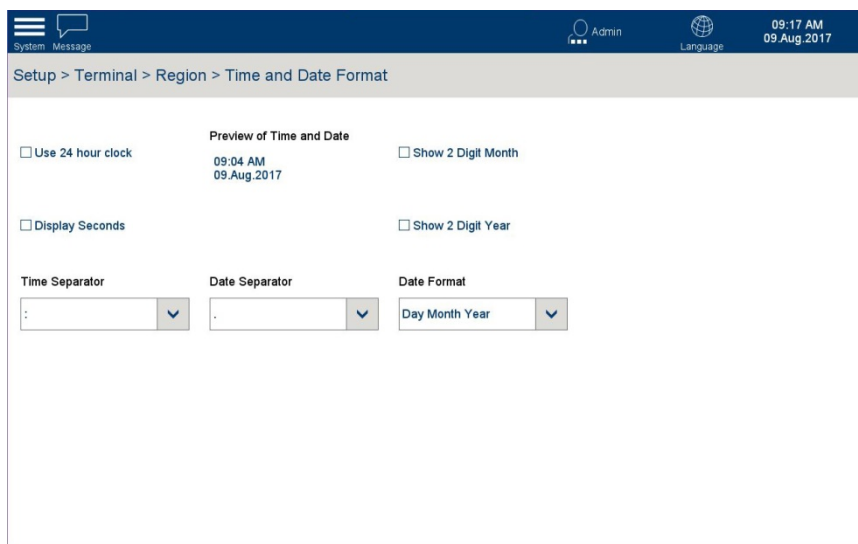 System Message
Admin
Language
09:17 AM
09.Aug.2017
Setup > Terminal > Region > Time and Date Format
Use 24 hour clock
Preview of Time and Date
09:04 AM
09.Aug.2017
Show 2 Digit Month
Display Seconds
Show 2 Digit Year
Time Separator
:
Date Separator
.
Date Format
Day Month Year